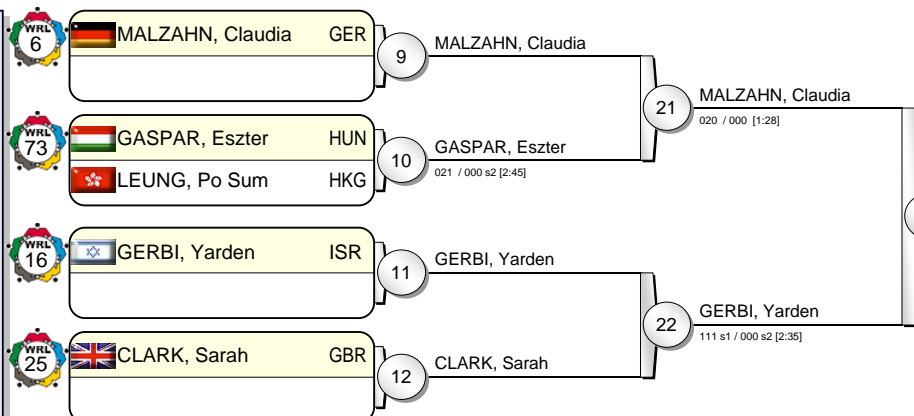 WRL
6
MALZAHN, Claudia GER
9
MALZAHN, Claudia
21
MALZAHN, Claudia
020 / 000 [1:28]
WRL
73
GASPAR, Eszter HUN
LEUNG, Po Sum HKG
10
GASPAR, Eszter
021 / 000 s2 [2:45]
WRL
16
GERBI, Yarden ISR
11
GERBI, Yarden
22
GERBI, Yarden
111 s1 / 000 s2 [2:35]
WRL
25
CLARK, Sarah GBR
12
CLARK, Sarah